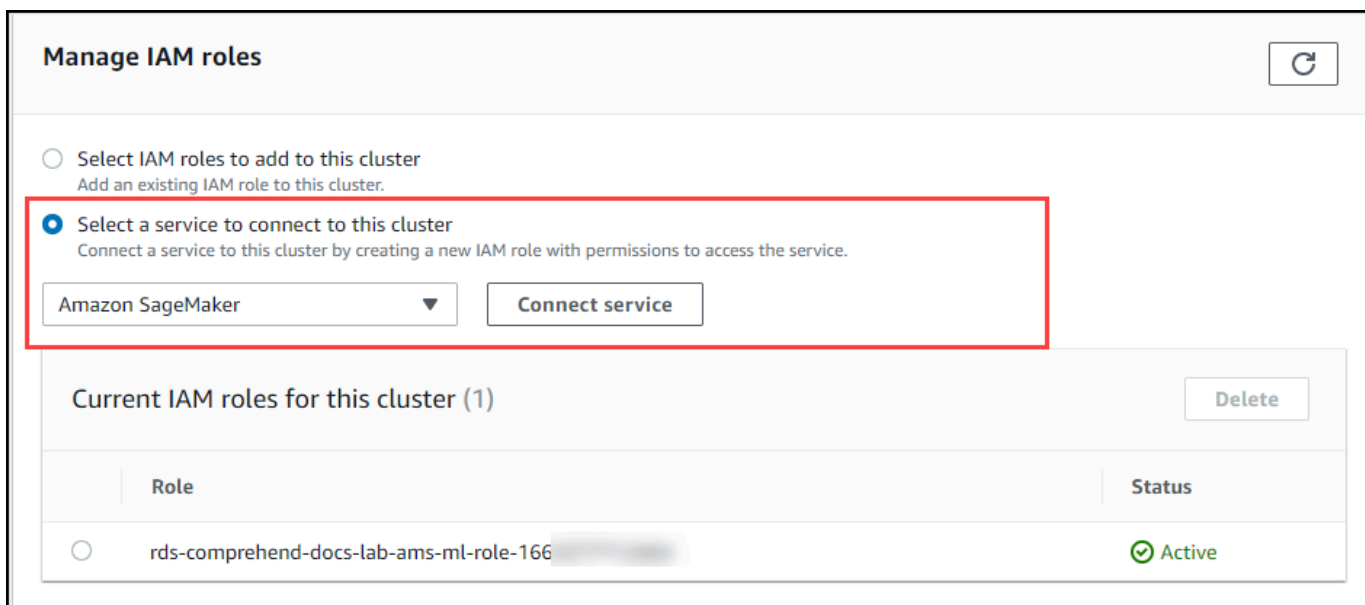 Manage IAM roles
Select IAM roles to add to this cluster
Add an existing IAM role to this cluster.
Select a service to connect to this cluster
Connect a service to this cluster by creating a new IAM role with permissions to access the service.
Amazon SageMaker
Connect service
Current IAM roles for this cluster (1)
Delete
Role
Status
rds-comprehend-docs-lab-ams-ml-role-166
Active